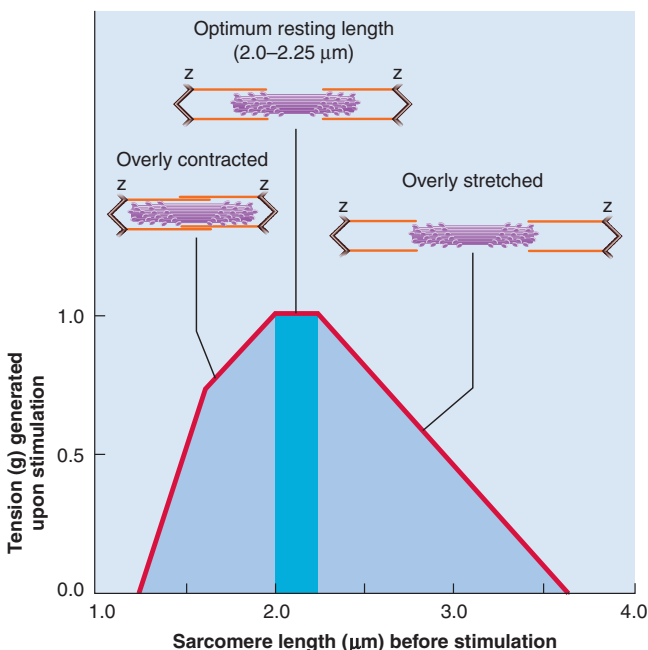 Optimum resting length
(2.0–2.25 μm)
Z Z
Overly contracted
Z Z
Overly stretched
Z Z
1.0
0.5
0.0
Tension (g) generated
upon stimulation
1.0 2.0 3.0 4.0
Sarcomere length (μm) before stimulation